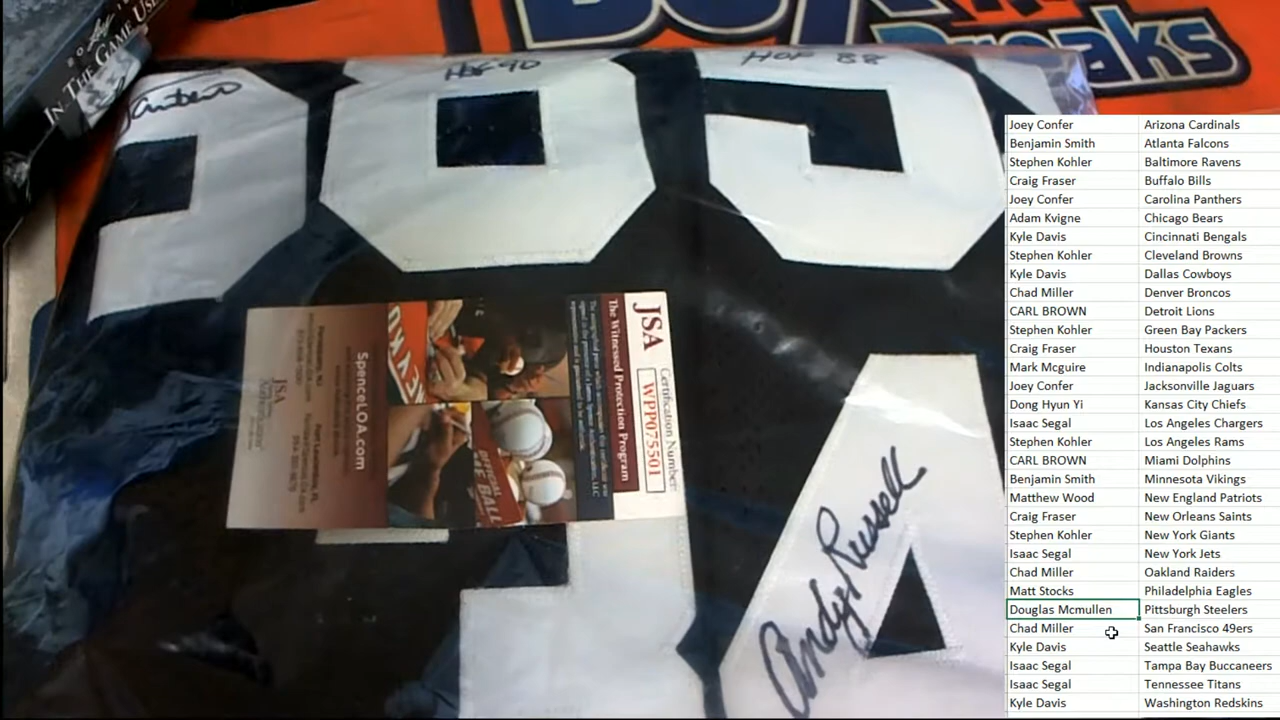 IN THE GAME USED
Breaks
HOF 90
HOF 88
Andy Russell
JSA
Certification Number:
WPP075501
The Witnessed Protection Program
SpenceLOA.com
JSA
OFFICIAL
BALL
Joey Confer Arizona Cardinals
Benjamin Smith Atlanta Falcons
Stephen Kohler Baltimore Ravens
Craig Fraser Buffalo Bills
Joey Confer Carolina Panthers
Adam Kvigne Chicago Bears
Kyle Davis Cincinnati Bengals
Stephen Kohler Cleveland Browns
Kyle Davis Dallas Cowboys
Chad Miller Denver Broncos
CARL BROWN Detroit Lions
Stephen Kohler Green Bay Packers
Craig Fraser Houston Texans
Mark Mcguire Indianapolis Colts
Joey Confer Jacksonville Jaguars
Dong Hyun Yi Kansas City Chiefs
Isaac Segal Los Angeles Chargers
Stephen Kohler Los Angeles Rams
CARL BROWN Miami Dolphins
Benjamin Smith Minnesota Vikings
Matthew Wood New England Patriots
Craig Fraser New Orleans Saints
Stephen Kohler New York Giants
Isaac Segal New York Jets
Chad Miller Oakland Raiders
Matt Stocks Philadelphia Eagles
Douglas Mcmullen Pittsburgh Steelers
Chad Miller San Francisco 49ers
Kyle Davis Seattle Seahawks
Isaac Segal Tampa Bay Buccaneers
Isaac Segal Tennessee Titans
Kyle Davis Washington Redskins